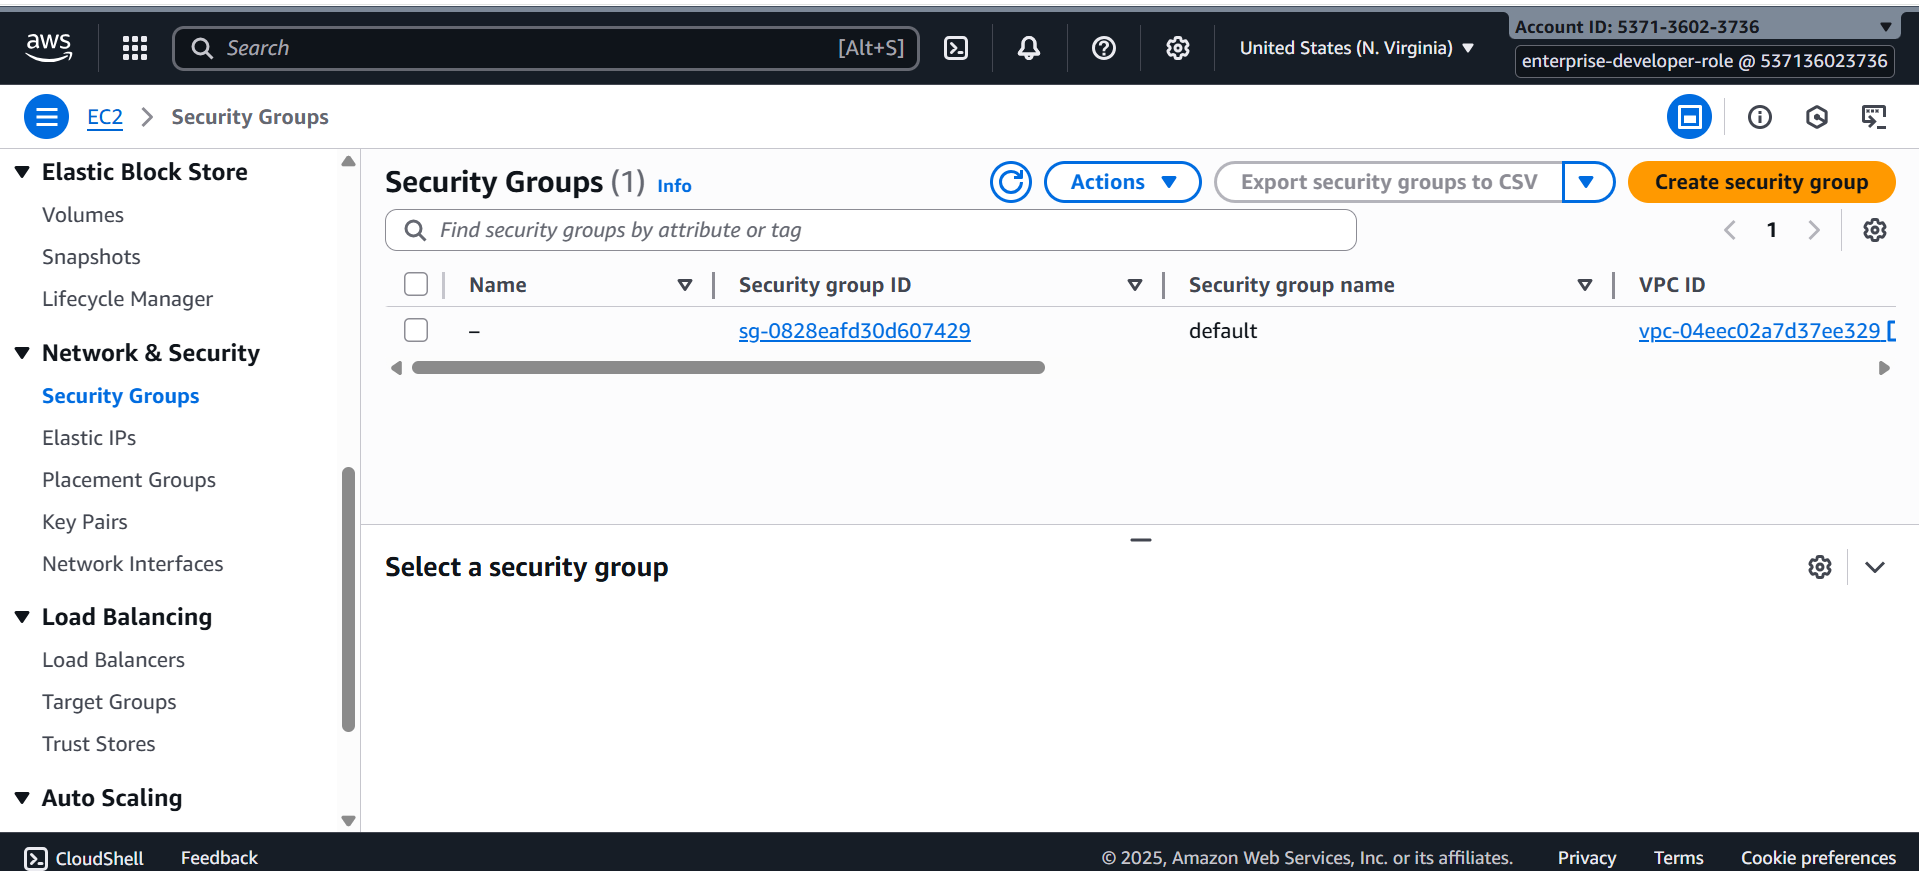 aws
Search [Alt+S]
United States (N. Virginia)
Account ID: 5371-3602-3736
enterprise-developer-role @ 537136023736
EC2 Security Groups
Elastic Block Store
Volumes
Snapshots
Lifecycle Manager
Network & Security
Security Groups
Elastic IPs
Placement Groups
Key Pairs
Network Interfaces
Load Balancing
Load Balancers
Target Groups
Trust Stores
Auto Scaling
Security Groups (1) Info
Actions
Export security groups to CSV
Create security group
Find security groups by attribute or tag
1
Name Security group ID Security group name VPC ID
– sg-0828eafd30d607429 default vpc-04eec02a7d37ee329
Select a security group
CloudShell Feedback © 2025, Amazon Web Services, Inc. or its affiliates. Privacy Terms Cookie preferences